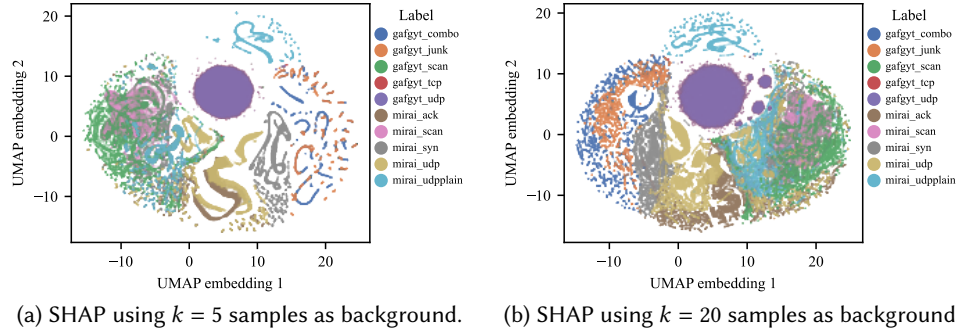 20
10
0
−10
UMAP embedding 2
−10
0
10
20
UMAP embedding 1
Label
gafgyt_combo
gafgyt_junk
gafgyt_scan
gafgyt_tcp
gafgyt_udp
mirai_ack
mirai_scan
mirai_syn
mirai_udp
mirai_udpplain
(a) SHAP using k = 5 samples as background.
20
10
0
−10
UMAP embedding 2
−10
0
10
20
UMAP embedding 1
Label
gafgyt_combo
gafgyt_junk
gafgyt_scan
gafgyt_tcp
gafgyt_udp
mirai_ack
mirai_scan
mirai_syn
mirai_udp
mirai_udpplain
(b) SHAP using k = 20 samples as background